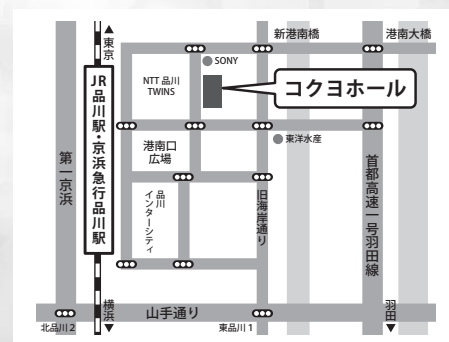 ▲東京
新港南橋
港南大橋
SONY
NTT 品川
TWINS
コクヨホール
JR品川駅・京浜急行品川駅
第一京浜
港南口
広場
東洋水産
品川
インターシティ
旧海岸通り
首都高速一号羽田線
横浜▼
山手通り
羽田▼
北品川2
東品川1